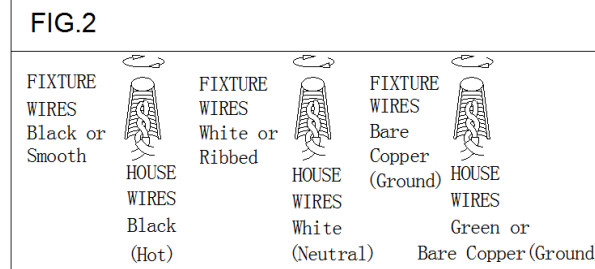 FIG.2
FIXTURE
WIRES
Black or
Smooth
HOUSE
WIRES
Black
(Hot)
FIXTURE
WIRES
White or
Ribbed
HOUSE
WIRES
White
(Neutral)
FIXTURE
WIRES
Bare
Copper
(Ground)
HOUSE
WIRES
Green or
Bare Copper(Ground